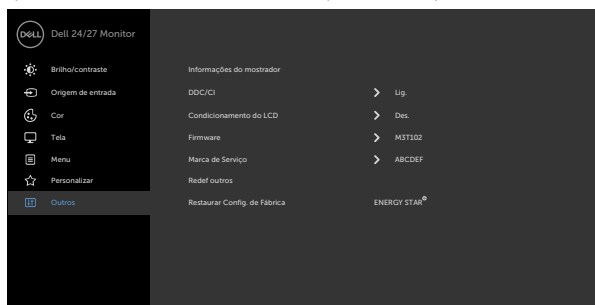 DELL Dell 24/27 Monitor
Brilho/contraste
Origem de entrada
Cor
Tela
Menu
Personalizar
Outros
Informações do mostrador
DDC/CI Lig.
Condicionamento do LCD Des.
Firmware M3T102
Marca de Serviço ABCDEF
Redef outros
Restaurar Config. de Fábrica ENERGY STAR®